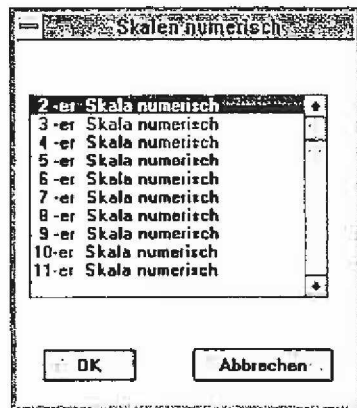 Skalen numerisch
2 -er Skala numerisch
3 -er Skala numerisch
4 -er Skala numerisch
5 -er Skala numerisch
6 -er Skala numerisch
7 -er Skala numerisch
8 -er Skala numerisch
9 -er Skala numerisch
10-er Skala numerisch
11-er Skala numerisch
OK Abbrechen